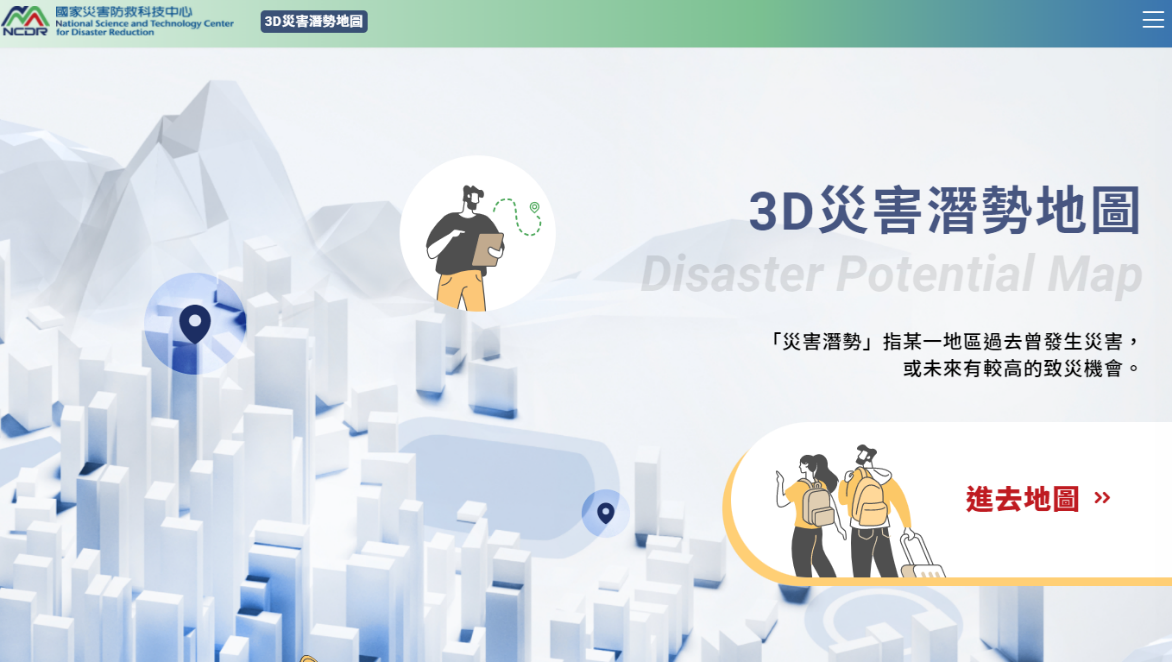 國家災害防救科技中心
National Science and Technology Center
for Disaster Reduction
NCDR
3D災害潛勢地圖
3D災害潛勢地圖
Disaster Potential Map
「災害潛勢」指某一地區過去曾發生災害，
或未來有較高的致災機會。
進去地圖 »